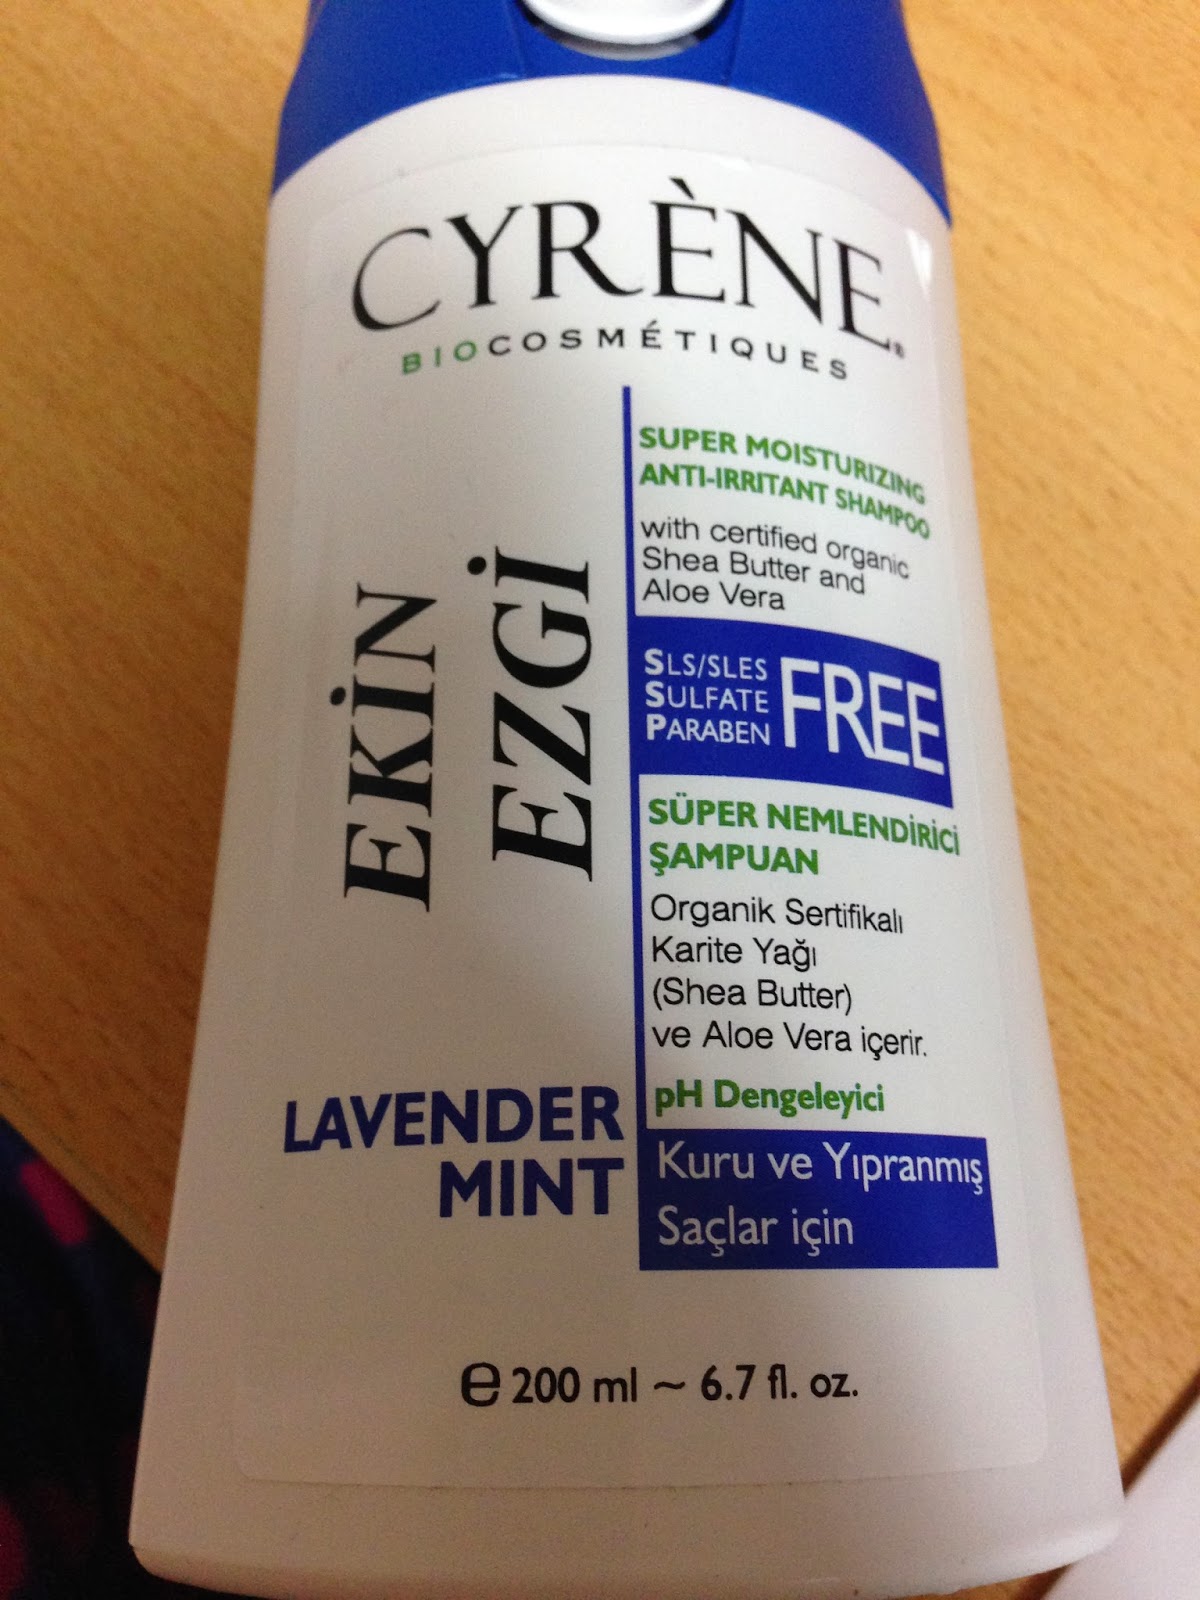 CYRÈNE®
BIOCOSMÉTIQUES
EKİN
EZGİ
SUPER MOISTURIZING
ANTI-IRRITANT SHAMPOO
with certified organic
Shea Butter and
Aloe Vera
SLS/SLES
SULFATE
PARABEN
FREE
SÜPER NEMLENDİRİCİ
ŞAMPUAN
Organik Sertifikalı
Karite Yağı
(Shea Butter)
ve Aloe Vera içerir.
pH Dengeleyici
LAVENDER
MINT
Kuru ve Yıpranmış
Saçlar için
℮ 200 ml ~ 6.7 fl. oz.